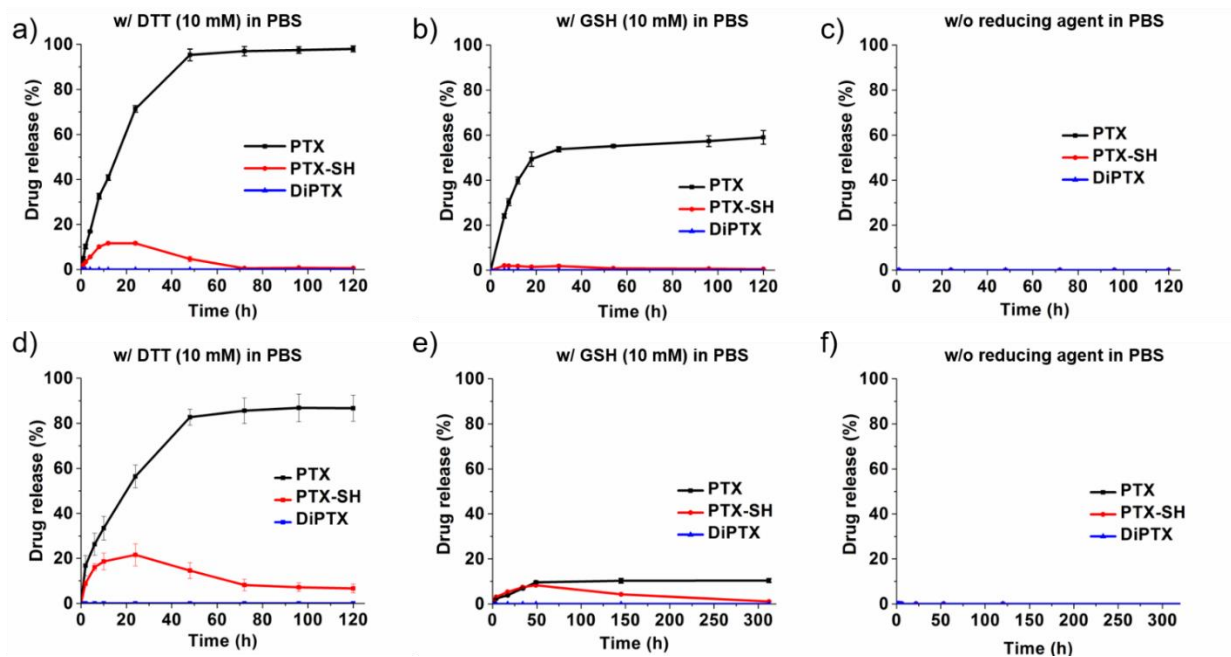 a)
w/ DTT (10 mM) in PBS
Drug release (%)
100
80
60
40
20
0
PTX
PTX-SH
DiPTX
0 20 40 60 80 100 120
Time (h)
b)
w/ GSH (10 mM) in PBS
Drug release (%)
100
80
60
40
20
0
PTX
PTX-SH
DiPTX
0 20 40 60 80 100 120
Time (h)
c)
w/o reducing agent in PBS
Drug release (%)
100
80
60
40
20
0
PTX
PTX-SH
DiPTX
0 20 40 60 80 100 120
Time (h)
d)
w/ DTT (10 mM) in PBS
Drug release (%)
100
80
60
40
20
0
PTX
PTX-SH
DiPTX
0 20 40 60 80 100 120
Time (h)
e)
w/ GSH (10 mM) in PBS
Drug release (%)
100
80
60
40
20
0
PTX
PTX-SH
DiPTX
0 50 100 150 200 250 300
Time (h)
f)
w/o reducing agent in PBS
Drug release (%)
100
80
60
40
20
0
PTX
PTX-SH
DiPTX
0 50 100 150 200 250 300
Time (h)